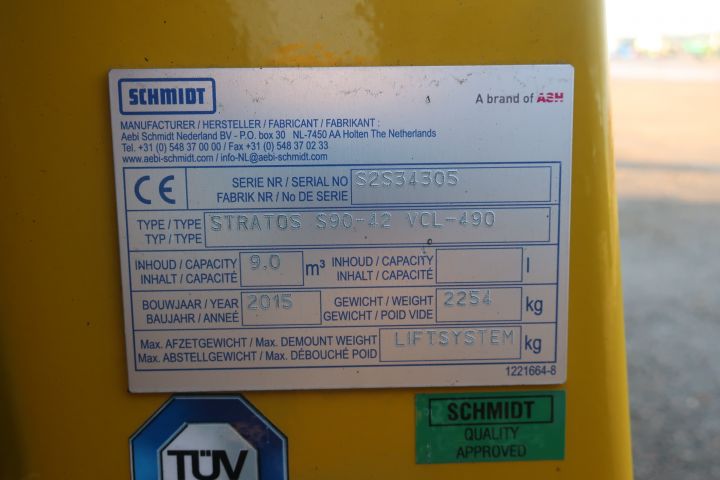 SCHMIDT
A brand of ASH
MANUFACTURER / HERSTELLER / FABRICANT / FABRIKANT :
Aebi Schmidt Nederland BV - P.O. box 30 NL-7450 AA Holten The Netherlands
Tel. +31 (0) 548 37 00 00 / Fax +31 (0) 548 37 02 33
www.aebi-schmidt.com / info-NL@aebi-schmidt.com
CE
SERIE NR / SERIAL NO S2S34305
FABRIK NR / No DE SERIE
TYPE / TYPE STRATOS S90-42 VCL-490
TYP / TYPE
INHOUD / CAPACITY 9.0 m³ INHOUD / CAPACITY l
INHALT / CAPACITÉ INHALT / CAPACITÉ
BOUWJAAR / YEAR 2015 GEWICHT / WEIGHT 2254 kg
BAUJAHR / ANNEÉ GEWICHT / POID VIDE
Max. AFZETGEWICHT / Max. DEMOUNT WEIGHT LIFTSYSTEM kg
Max. ABSTELLGEWICHT / Max. DÉBOUCHÉ POID
1221664-8
SCHMIDT
QUALITY
APPROVED
TÜV